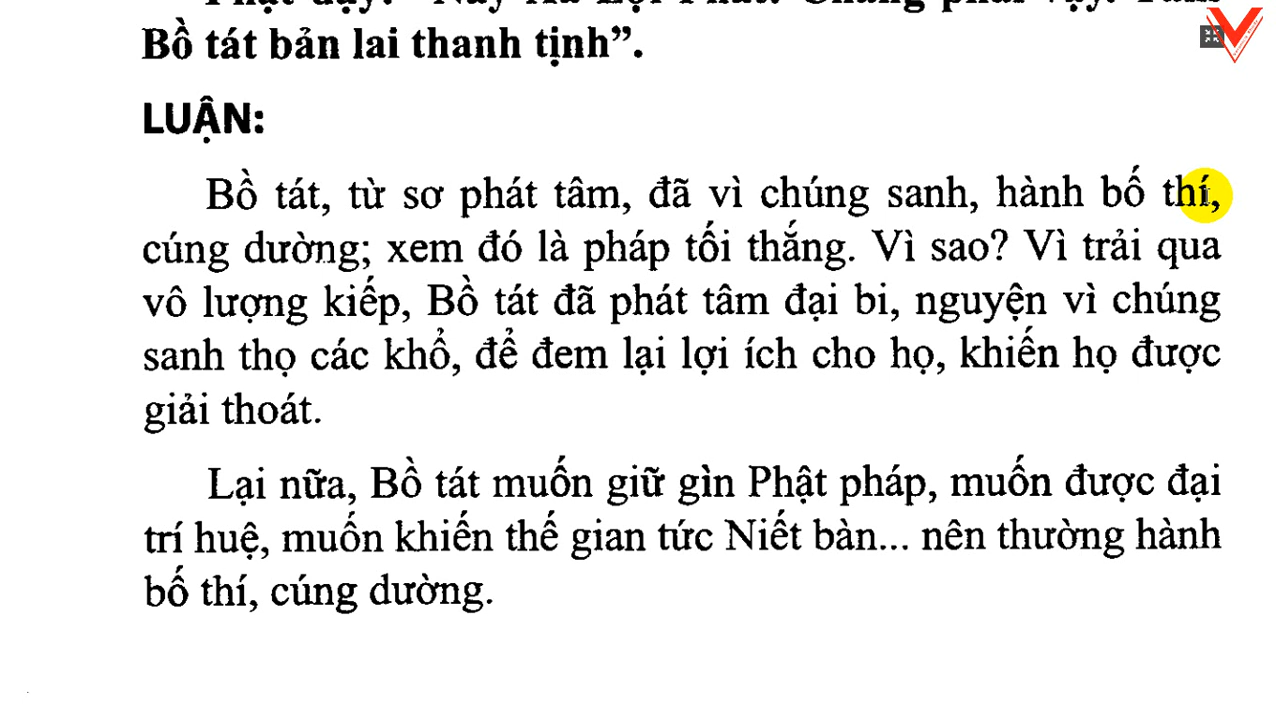 Bồ tát bản lai thanh tịnh”.
LUẬN:
Bồ tát, từ sơ phát tâm, đã vì chúng sanh, hành bố thí,
cúng dường; xem đó là pháp tối thắng. Vì sao? Vì trải qua
vô lượng kiếp, Bồ tát đã phát tâm đại bi, nguyện vì chúng
sanh thọ các khổ, để đem lại lợi ích cho họ, khiến họ được
giải thoát.
Lại nữa, Bồ tát muốn giữ gìn Phật pháp, muốn được đại
trí huệ, muốn khiến thế gian tức Niết bàn... nên thường hành
bố thí, cúng dường.